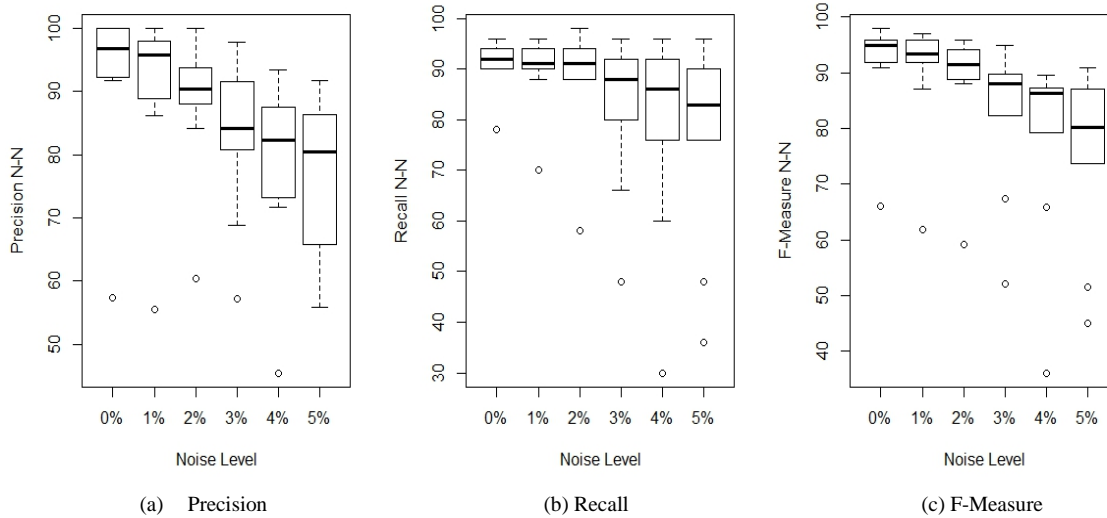 100
90
80
70
60
50
Precision N-N
0% 1% 2% 3% 4% 5%
Noise Level
(a) Precision
100
90
80
70
60
50
40
30
Recall N-N
0% 1% 2% 3% 4% 5%
Noise Level
(b) Recall
100
90
80
70
60
50
40
F-Measure N-N
0% 1% 2% 3% 4% 5%
Noise Level
(c) F-Measure